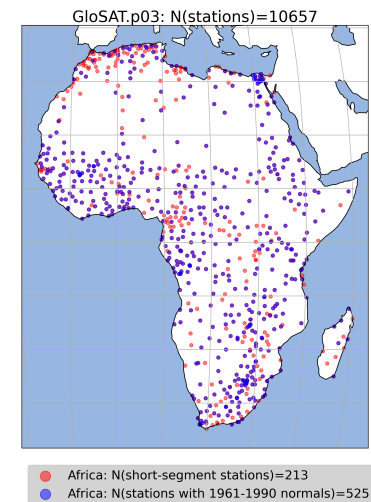 GloSAT.p03: N(stations)=10657
Africa: N(short-segment stations)=213
Africa: N(stations with 1961-1990 normals)=525